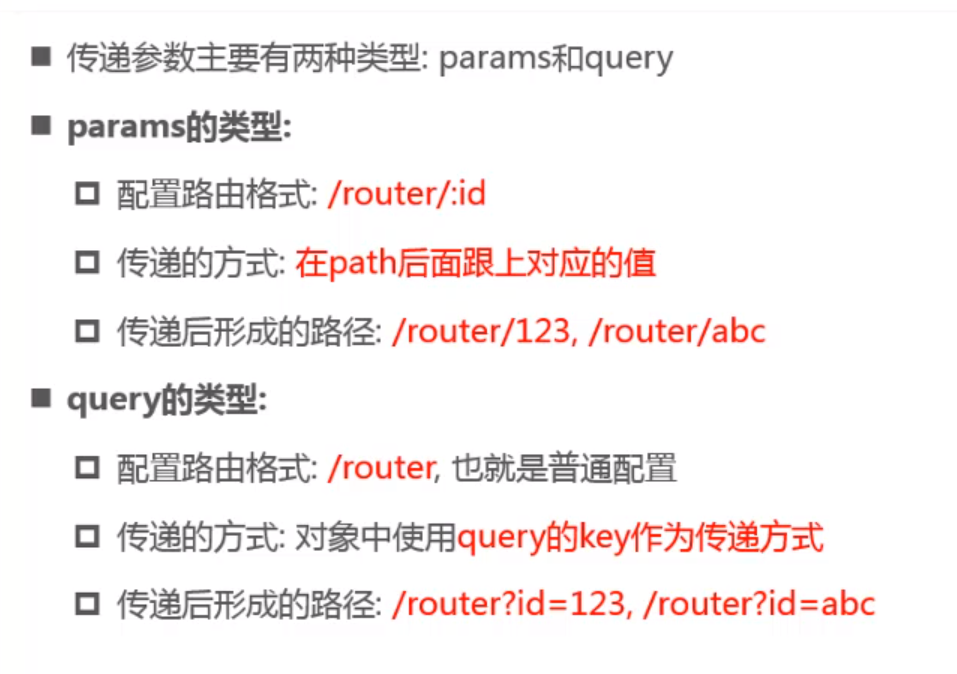 传递参数主要有两种类型: params和query
params的类型:
配置路由格式: /router/:id
传递的方式: 在path后面跟上对应的值
传递后形成的路径: /router/123, /router/abc
query的类型:
配置路由格式: /router, 也就是普通配置
传递的方式: 对象中使用query的key作为传递方式
传递后形成的路径: /router?id=123, /router?id=abc